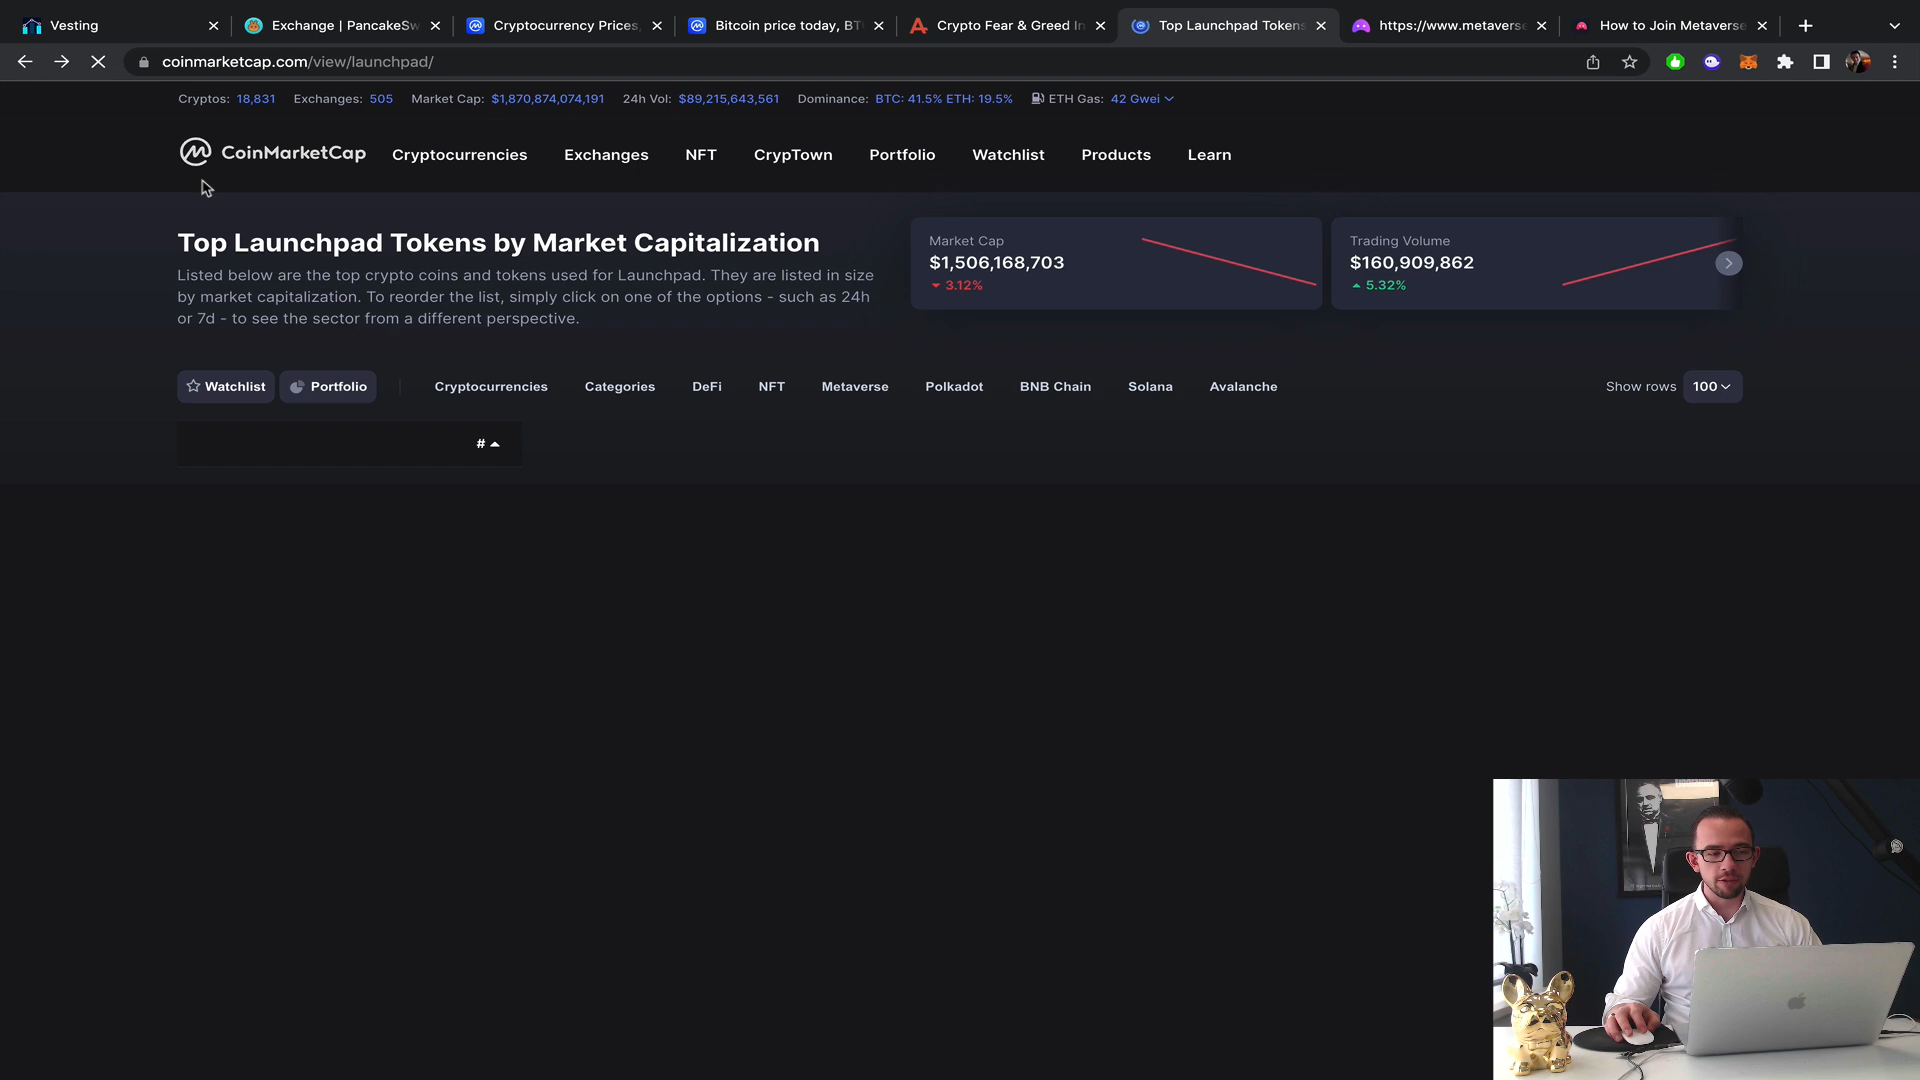 Vesting
Exchange | PancakeSw
Cryptocurrency Prices,
Bitcoin price today, BT
Crypto Fear & Greed In
Top Launchpad Tokens
https://www.metaverse
How to Join Metaverse
coinmarketcap.com/view/launchpad/
Cryptos: 18,831 Exchanges: 505 Market Cap: $1,870,874,074,191 24h Vol: $89,215,643,561 Dominance: BTC: 41.5% ETH: 19.5% ETH Gas: 42 Gwei
CoinMarketCap Cryptocurrencies Exchanges NFT CrypTown Portfolio Watchlist Products Learn
Top Launchpad Tokens by Market Capitalization
Listed below are the top crypto coins and tokens used for Launchpad. They are listed in size
by market capitalization. To reorder the list, simply click on one of the options - such as 24h
or 7d - to see the sector from a different perspective.
Market Cap
$1,506,168,703
3.12%
Trading Volume
$160,909,862
5.32%
Watchlist Portfolio Cryptocurrencies Categories DeFi NFT Metaverse Polkadot BNB Chain Solana Avalanche Show rows 100
#